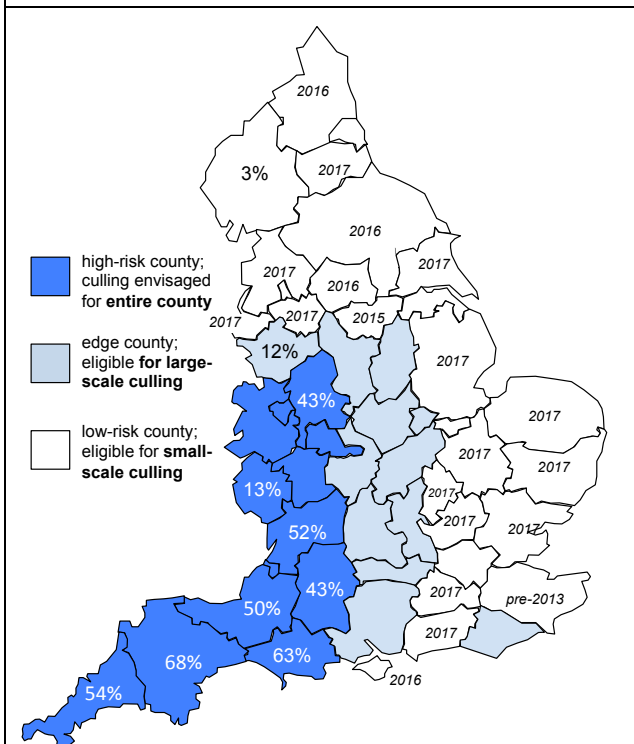 2016
3%
2017
2016
2017
2017
2016
2017
2017
2015
high-risk county;
culling envisaged
for entire county
edge county;
eligible for large-
scale culling
low-risk county;
eligible for small-
scale culling
12%
2017
43%
2017
2017
2017
13%
2017
2017
2017
52%
43%
2017
pre-2013
50%
2017
63%
68%
2016
54%